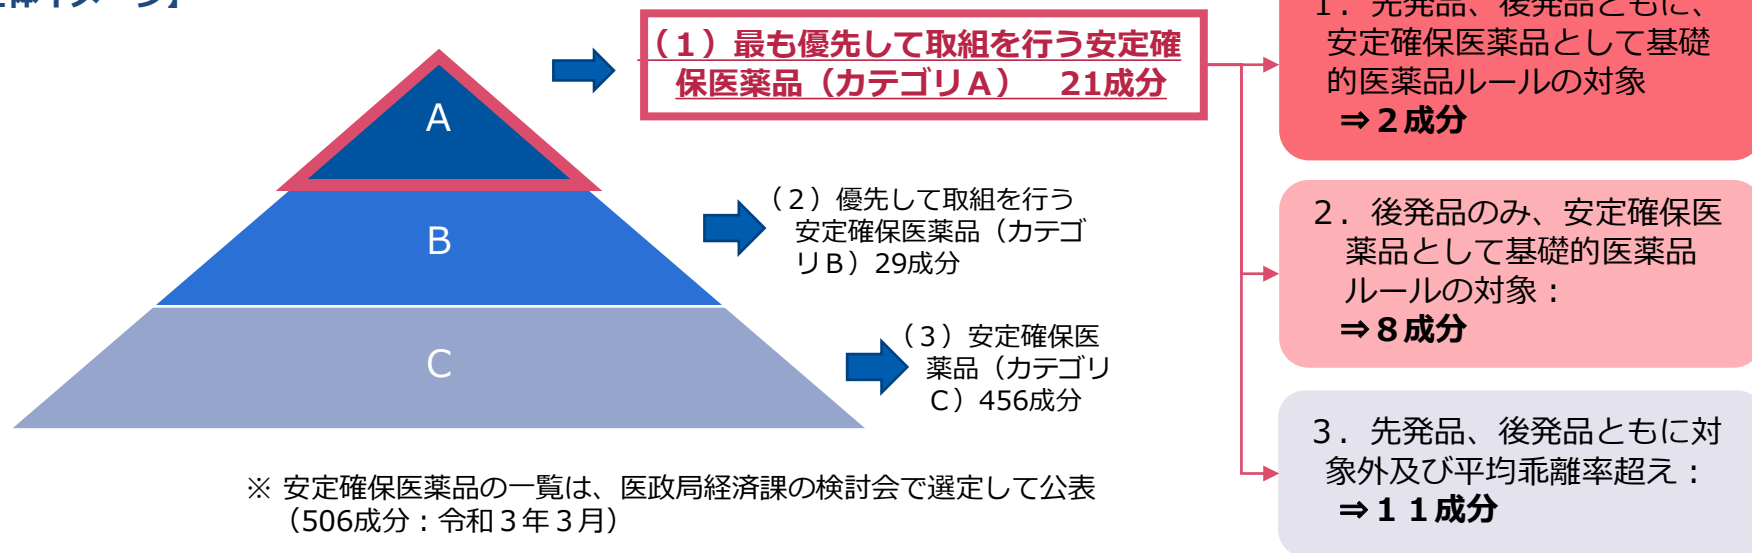 体イメージ】
A
B
C
（１）最も優先して取組を行う安定確
保医薬品（カテゴリＡ）　21成分
（２）優先して取組を行う
安定確保医薬品（カテゴ
リＢ）29成分
（３）安定確保医
薬品（カテゴリ
Ｃ）456成分
※ 安定確保医薬品の一覧は、医政局経済課の検討会で選定して公表
（506成分：令和３年３月）
１．先発品、後発品ともに、
安定確保医薬品として基礎
的医薬品ルールの対象
⇒２成分
２．後発品のみ、安定確保医
薬品として基礎的医薬品
ルールの対象：
⇒８成分
３．先発品、後発品ともに対
象外及び平均乖離率超え：
⇒１１成分